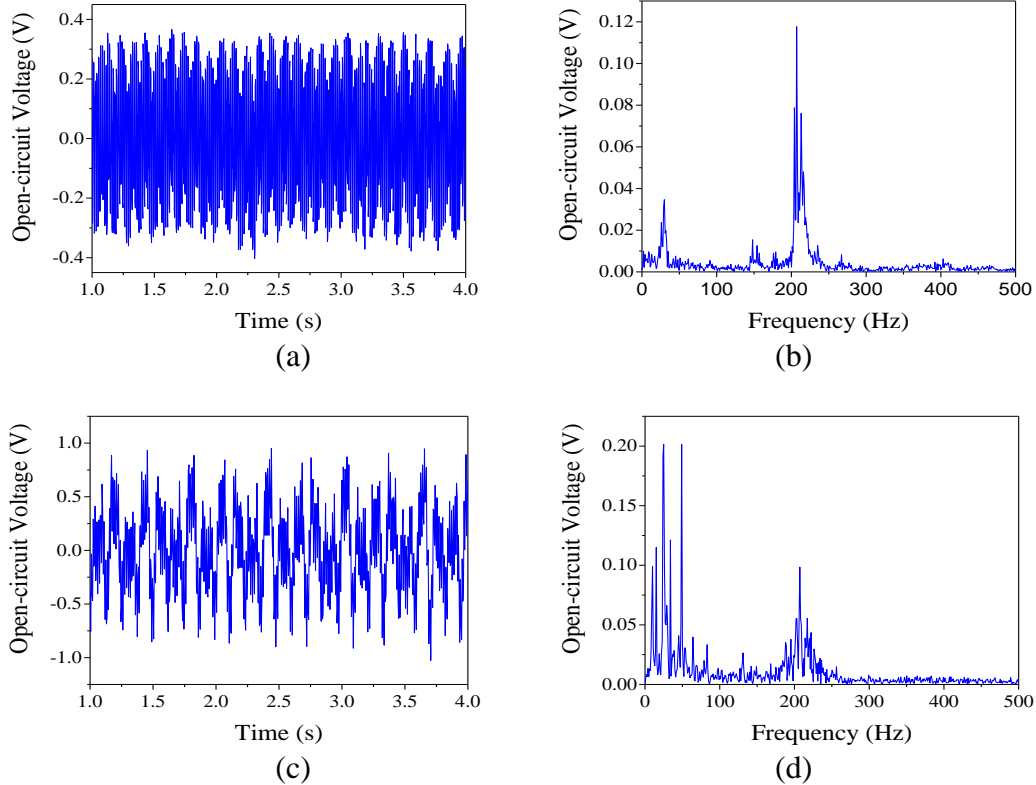 0.4
0.2
0.0
-0.2
-0.4
Open-circuit Voltage (V)
1.0 1.5 2.0 2.5 3.0 3.5 4.0
Time (s)
(a)
0.12
0.10
0.08
0.06
0.04
0.02
0.00
Open-circuit Voltage (V)
0 100 200 300 400 500
Frequency (Hz)
(b)
1.0
0.5
0.0
-0.5
-1.0
Open-circuit Voltage (V)
1.0 1.5 2.0 2.5 3.0 3.5 4.0
Time (s)
(c)
0.20
0.15
0.10
0.05
0.00
Open-circuit Voltage (V)
0 100 200 300 400 500
Frequency (Hz)
(d)